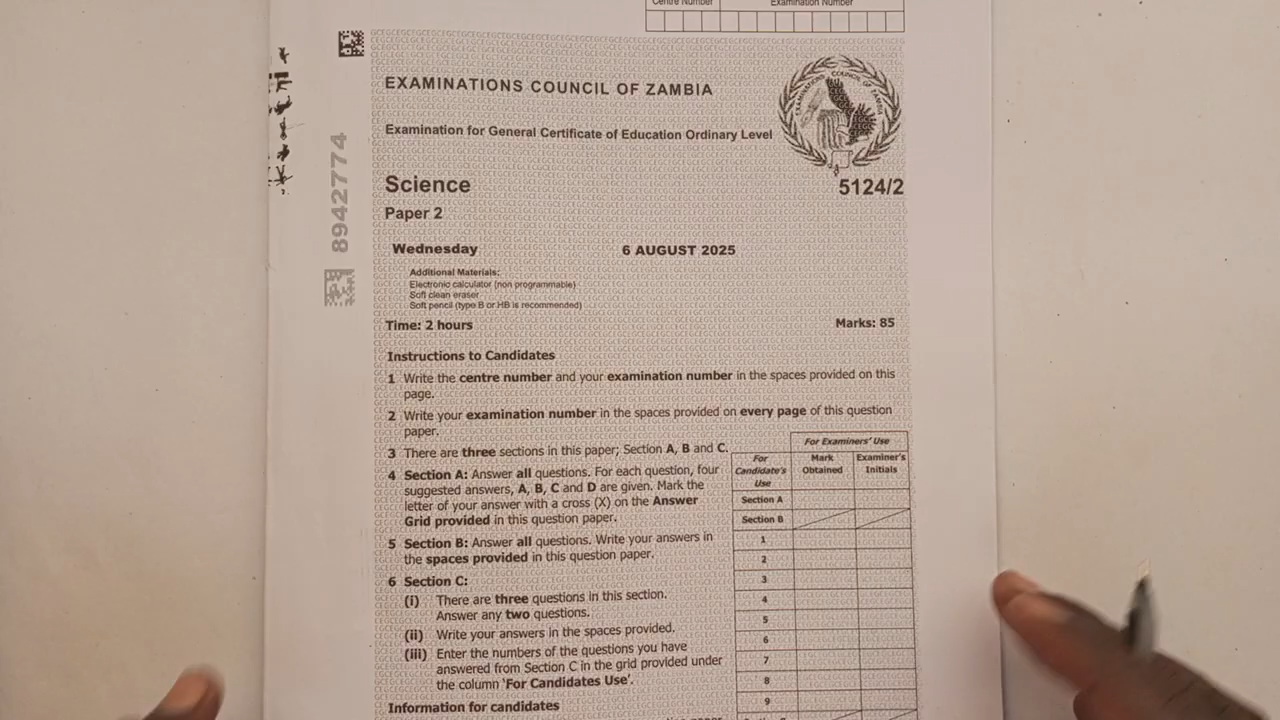 Centre Number Examination Number
EXAMINATIONS COUNCIL OF ZAMBIA
Examination for General Certificate of Education Ordinary Level
EXAMINATIONS COUNCIL OF ZAMBIA
Science 5124/2
Paper 2
Wednesday 6 AUGUST 2025
Additional Materials:
Electronic calculator (non programmable)
Soft clean eraser
Soft pencil (type B or HB is recommended)
Time: 2 hours Marks: 85
Instructions to Candidates
1 Write the centre number and your examination number in the spaces provided on this
page.
2 Write your examination number in the spaces provided on every page of this question
paper.
3 There are three sections in this paper; Section A, B and C.
4 Section A: Answer all questions. For each question, four
suggested answers, A, B, C and D are given. Mark the
letter of your answer with a cross (X) on the Answer
Grid provided in this question paper.
5 Section B: Answer all questions. Write your answers in
the spaces provided in this question paper.
6 Section C:
(i) There are three questions in this section.
Answer any two questions.
(ii) Write your answers in the spaces provided.
(iii) Enter the numbers of the questions you have
answered from Section C in the grid provided under
the column 'For Candidates Use'.
Information for candidates
For Examiners' Use
For Candidate's Use
Mark Obtained
Examiner's Initials
Section A
Section B
1
2
3
4
5
6
7
8
9
8942774